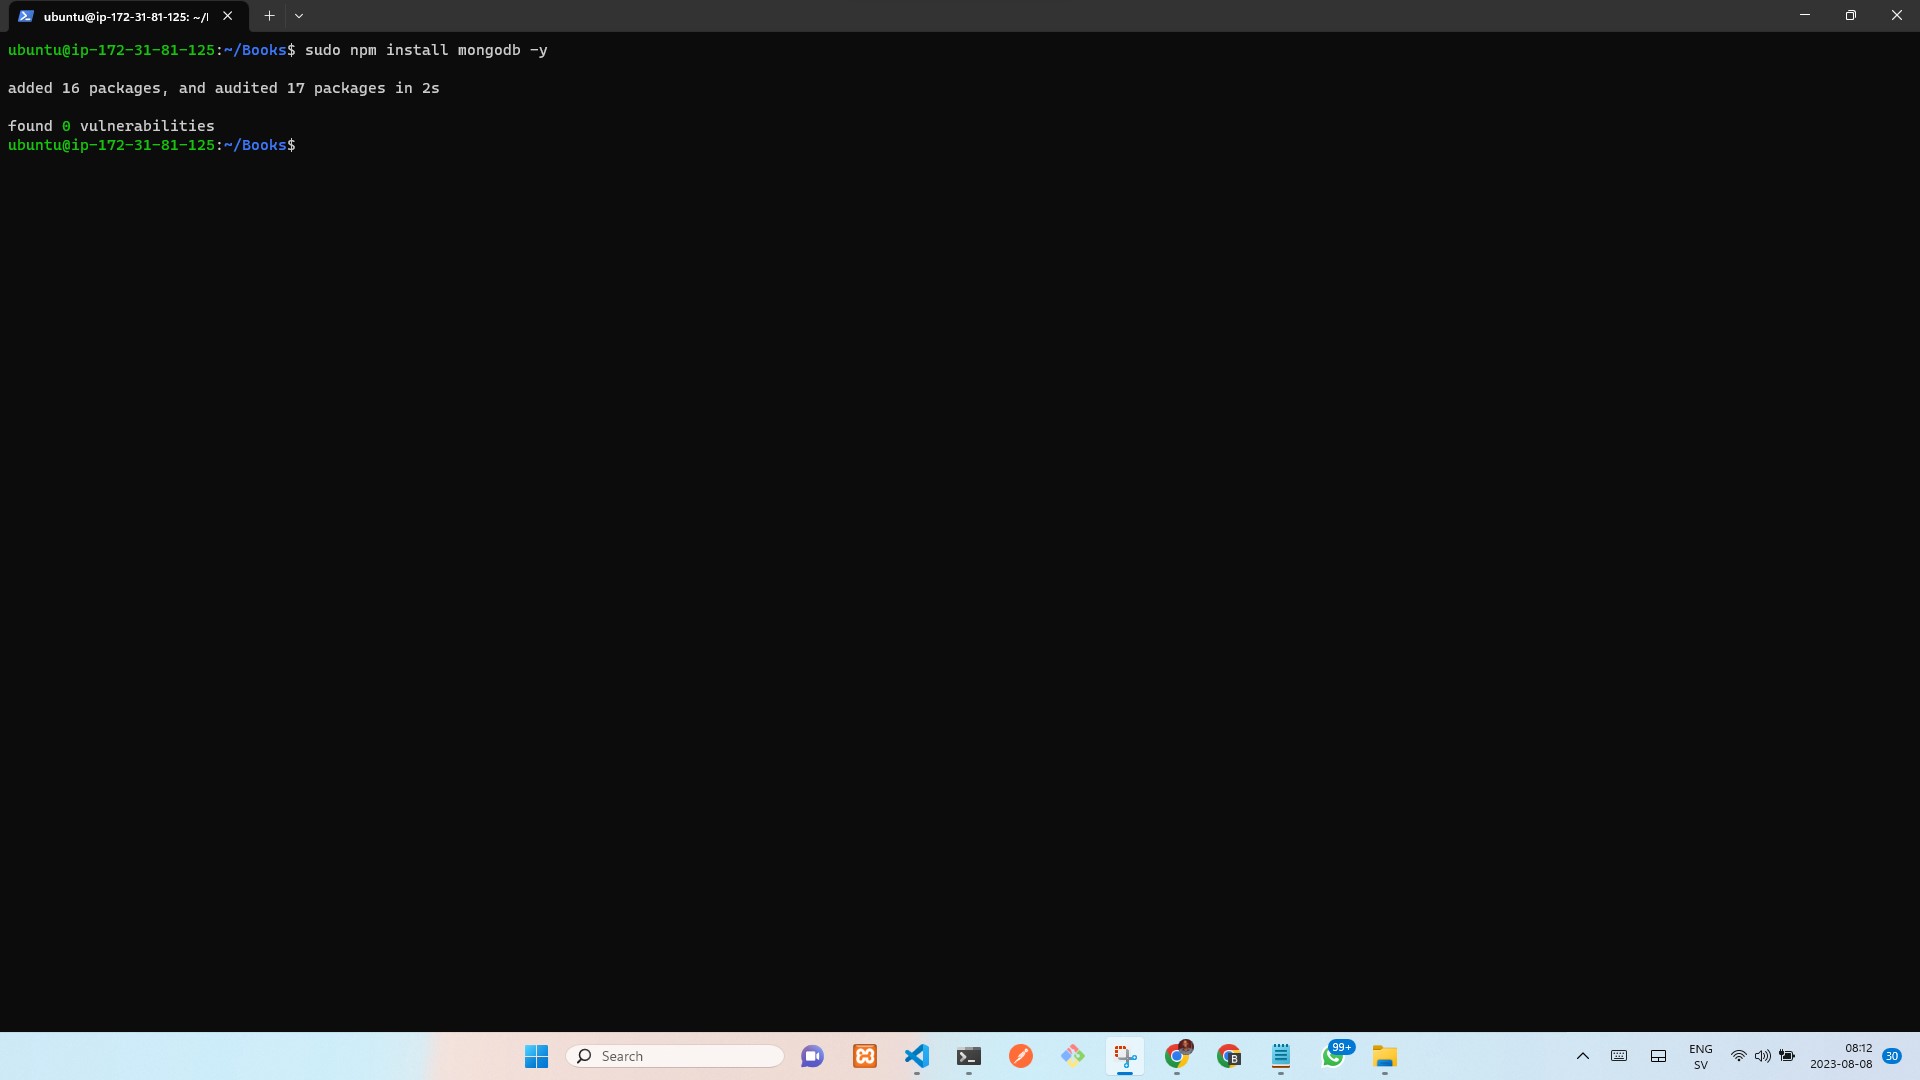 ubuntu@ip-172-31-81-125: ~/I
ubuntu@ip-172-31-81-125:~/Books$ sudo npm install mongodb -y
added 16 packages, and audited 17 packages in 2s
found 0 vulnerabilities
ubuntu@ip-172-31-81-125:~/Books$
Search
B
99+
ENG
SV
08:12
2023-08-08
30